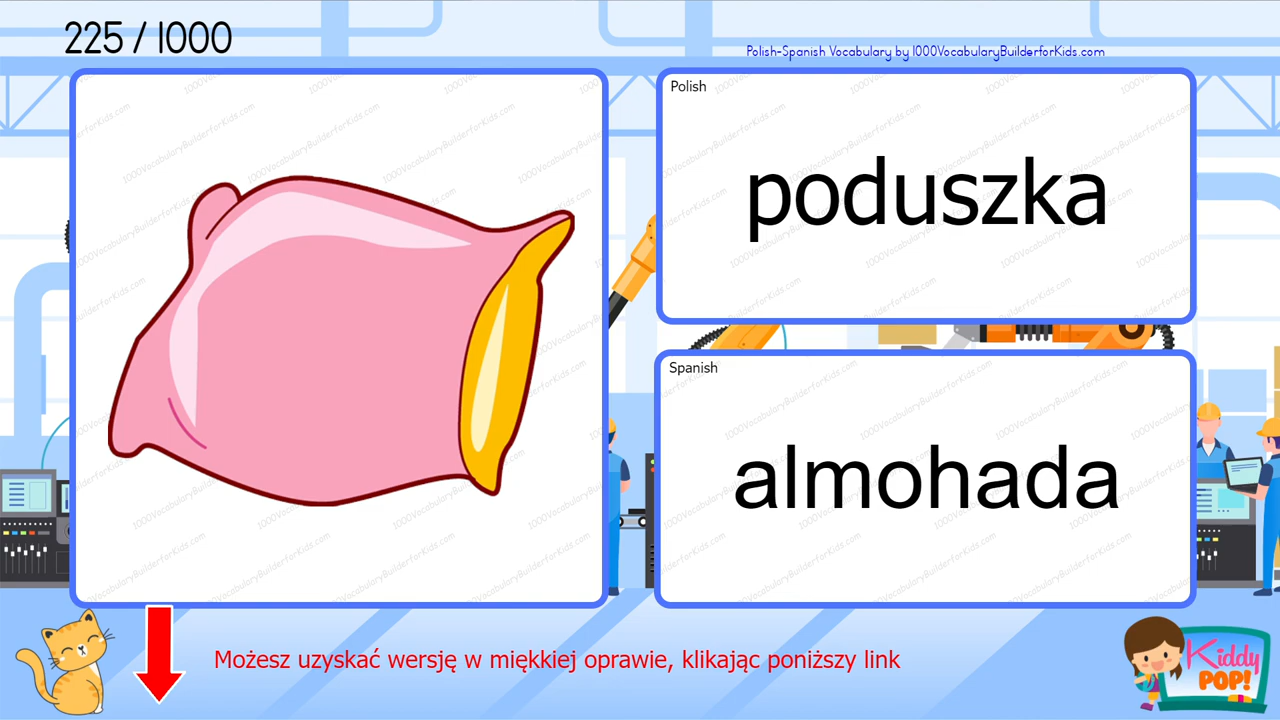 225 / 1000
Polish-Spanish Vocabulary by 1000VocabularyBuilderforKids.com
Polish
poduszka
Spanish
almohada
Możesz uzyskać wersję w miękkiej oprawie, klikając poniższy link
Kiddy
POP!